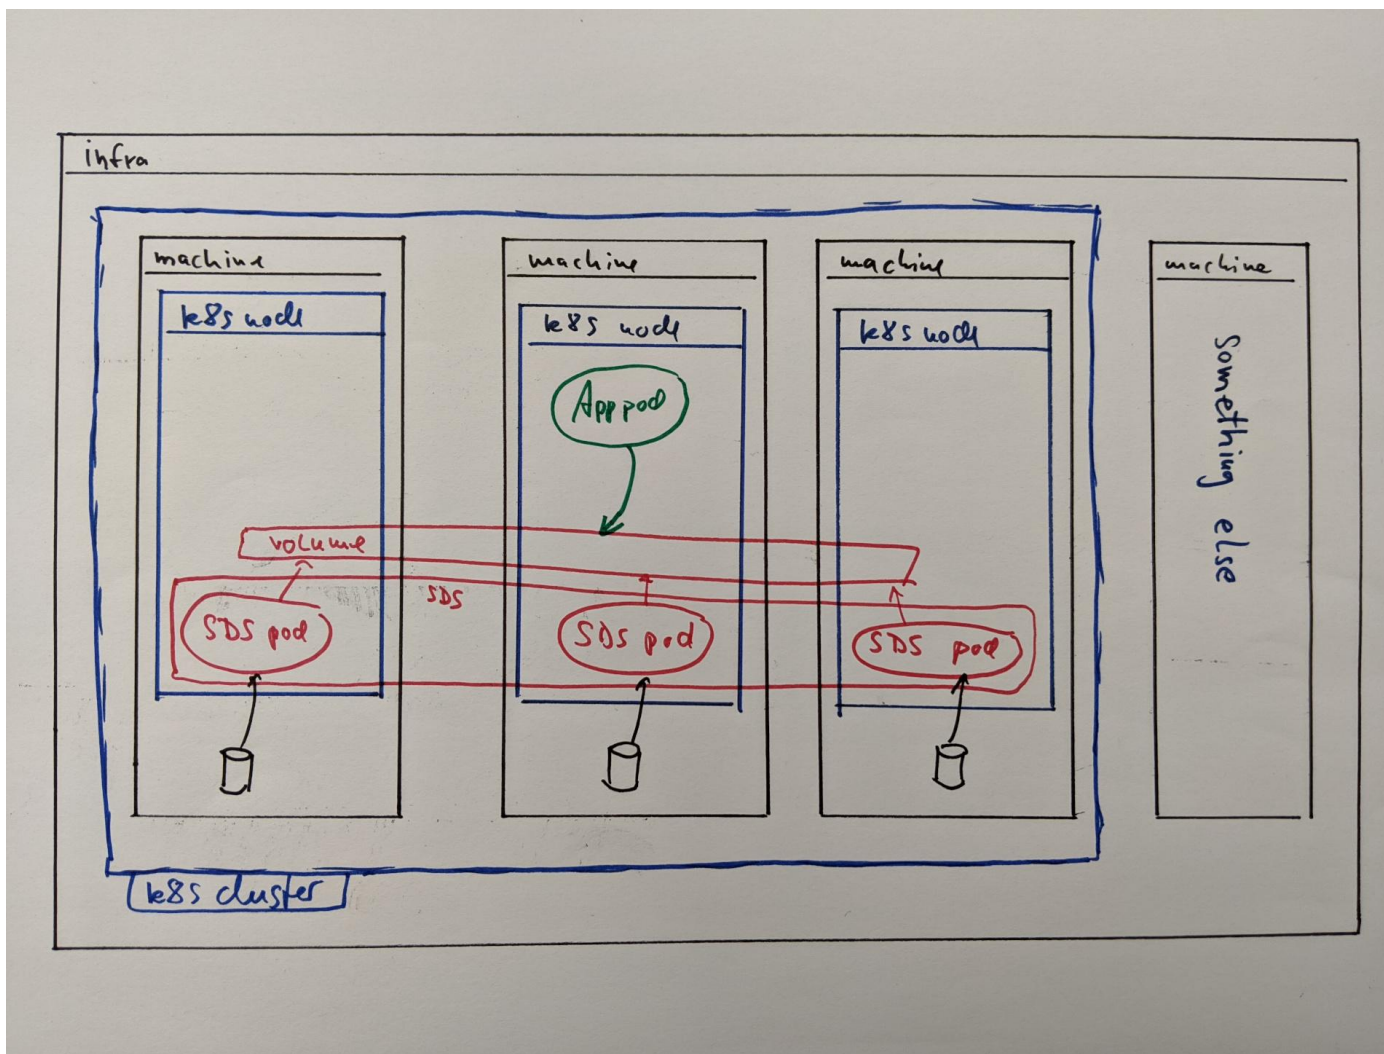 infra
machine
machine
machine
machine
k8s node
k8s node
k8s node
App pod
Something else
volume
SDS
SDS pod
SDS pod
SDS pod
k8s cluster